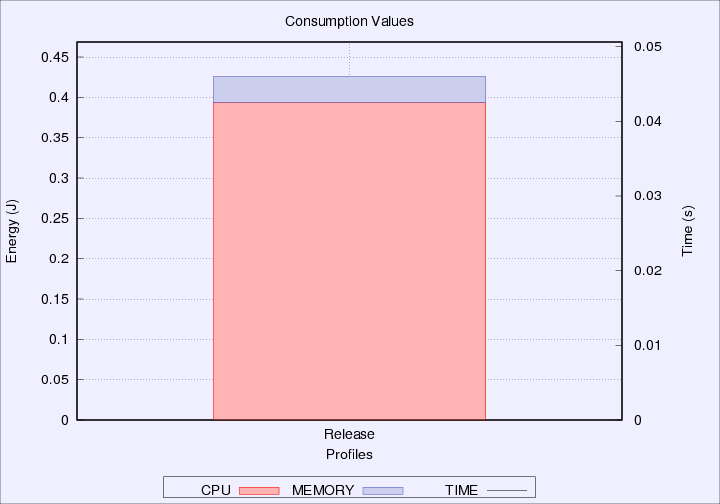 Consumption Values
0.45
0.4
0.35
0.3
0.25
0.2
0.15
0.1
0.05
0
Energy (J)
0.05
0.04
0.03
0.02
0.01
0
Time (s)
Release
Profiles
CPU MEMORY TIME